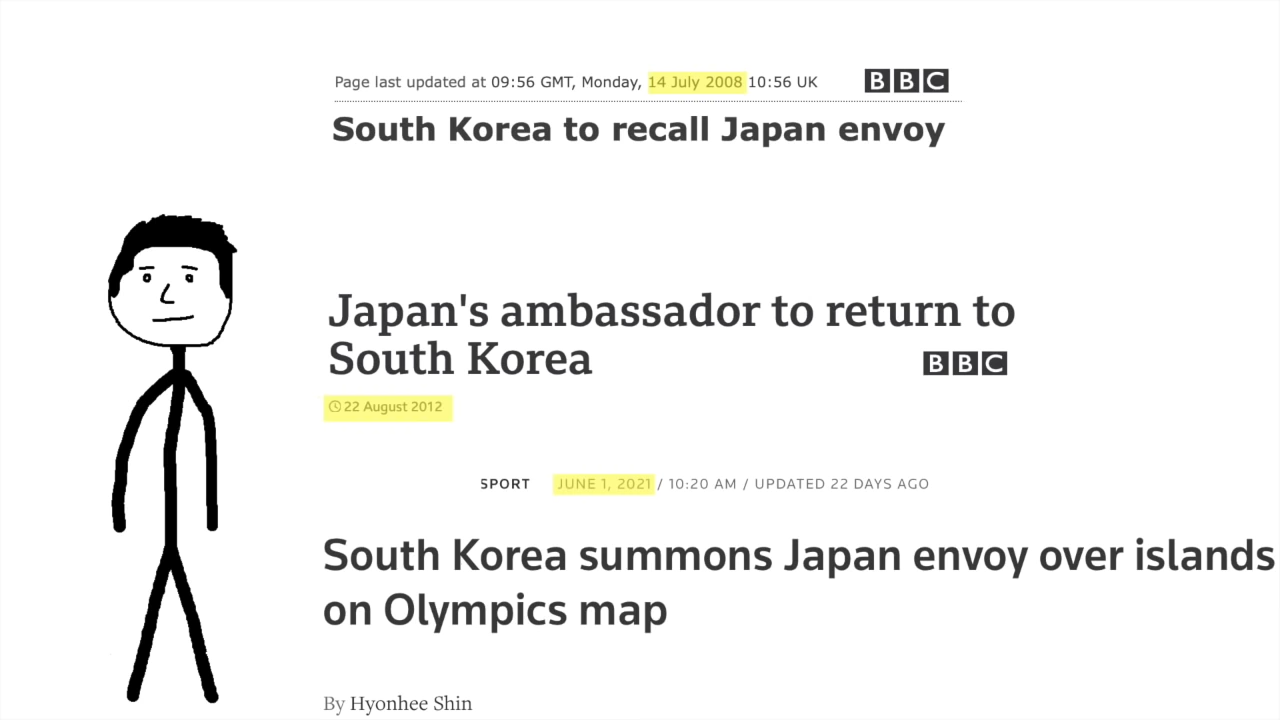 Page last updated at 09:56 GMT, Monday, 14 July 2008 10:56 UK BBC
South Korea to recall Japan envoy
Japan's ambassador to return to
South Korea BBC
22 August 2012
SPORT JUNE 1, 2021 / 10:20 AM / UPDATED 22 DAYS AGO
South Korea summons Japan envoy over islands
on Olympics map
By Hyonhee Shin